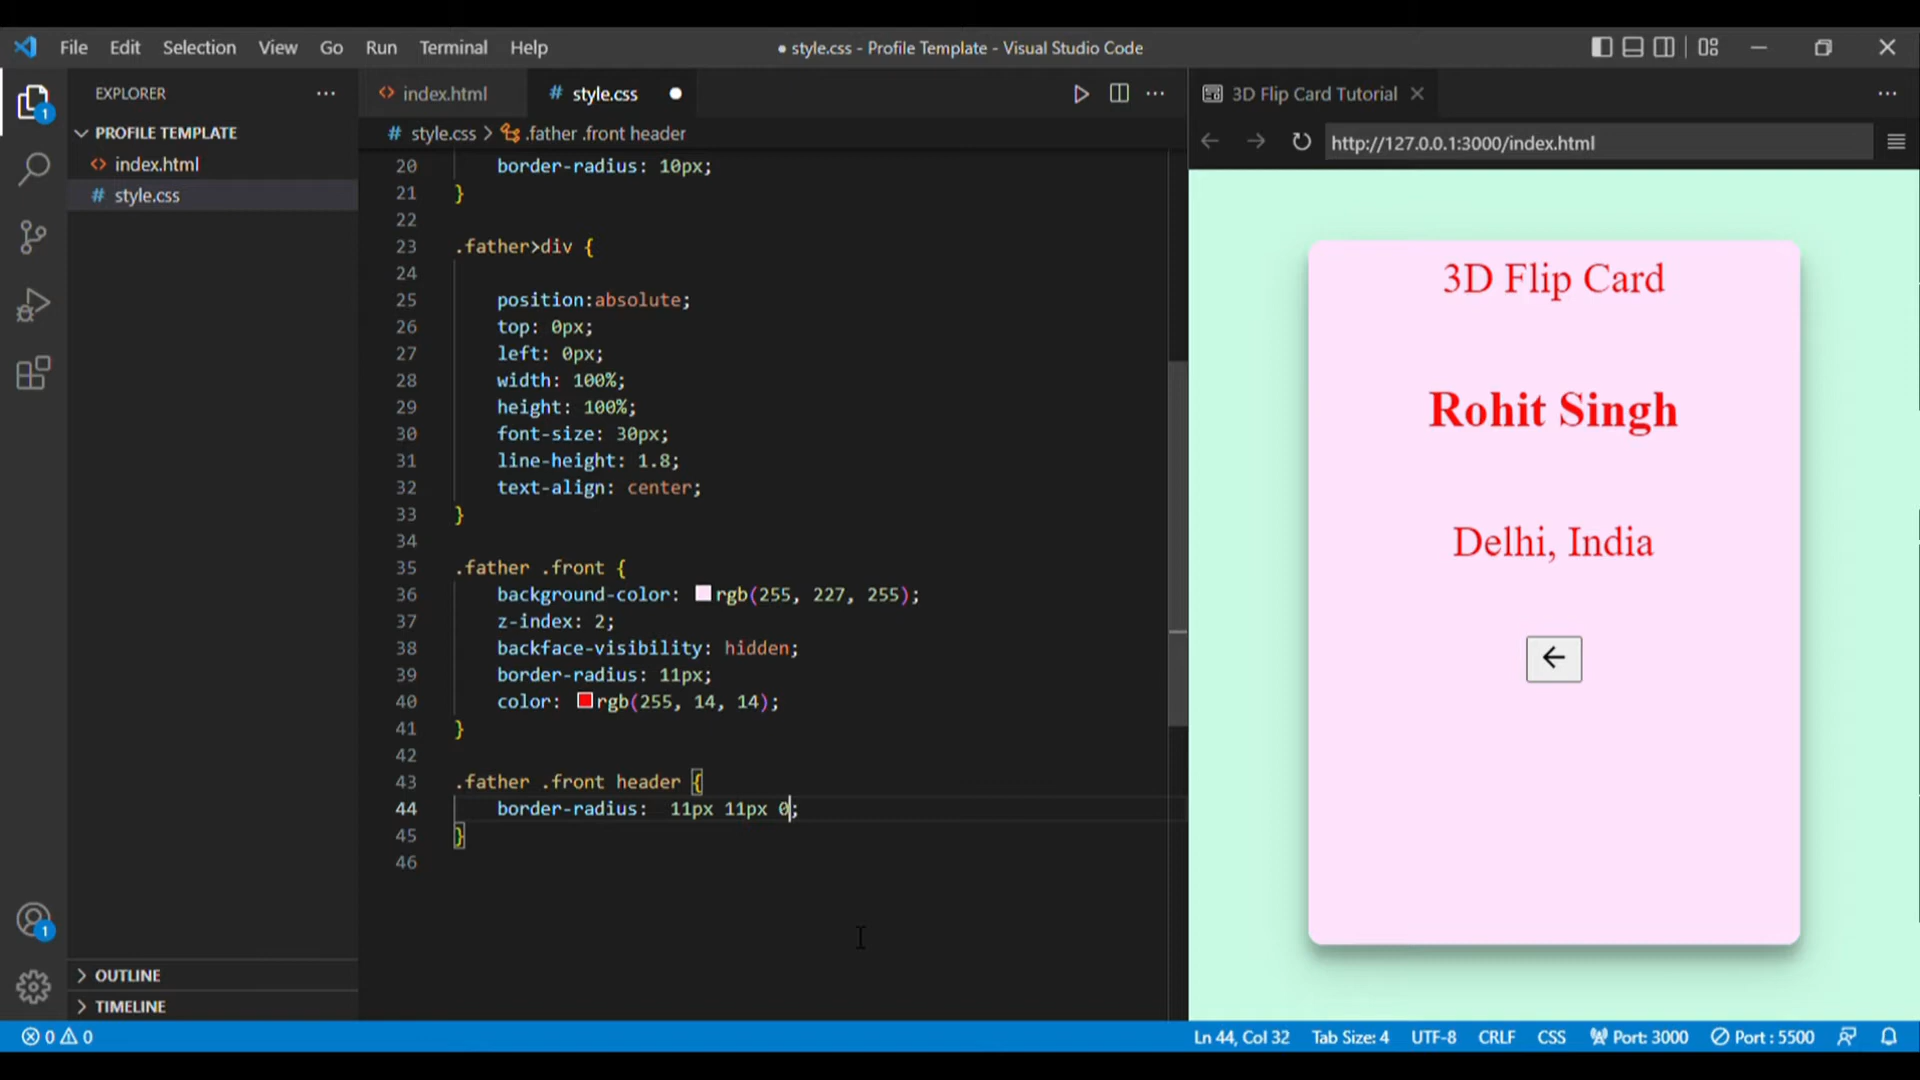 File Edit Selection View Go Run Terminal Help
● style.css - Profile Template - Visual Studio Code
EXPLORER
PROFILE TEMPLATE
index.html
style.css
OUTLINE
TIMELINE
1
1
index.html
style.css
style.css > .father .front header
20 border-radius: 10px;
21 }
22
23 .father>div {
24
25 position:absolute;
26 top: 0px;
27 left: 0px;
28 width: 100%;
29 height: 100%;
30 font-size: 30px;
31 line-height: 1.8;
32 text-align: center;
33 }
34
35 .father .front {
36 background-color: rgb(255, 227, 255);
37 z-index: 2;
38 backface-visibility: hidden;
39 border-radius: 11px;
40 color: rgb(255, 14, 14);
41 }
42
43 .father .front header {
44 border-radius:  11px 11px 0;
45 }
46
3D Flip Card Tutorial
http://127.0.0.1:3000/index.html
3D Flip Card
Rohit Singh
Delhi, India
0 0
Ln 44, Col 32 Tab Size: 4 UTF-8 CRLF CSS Port: 3000 Port : 5500